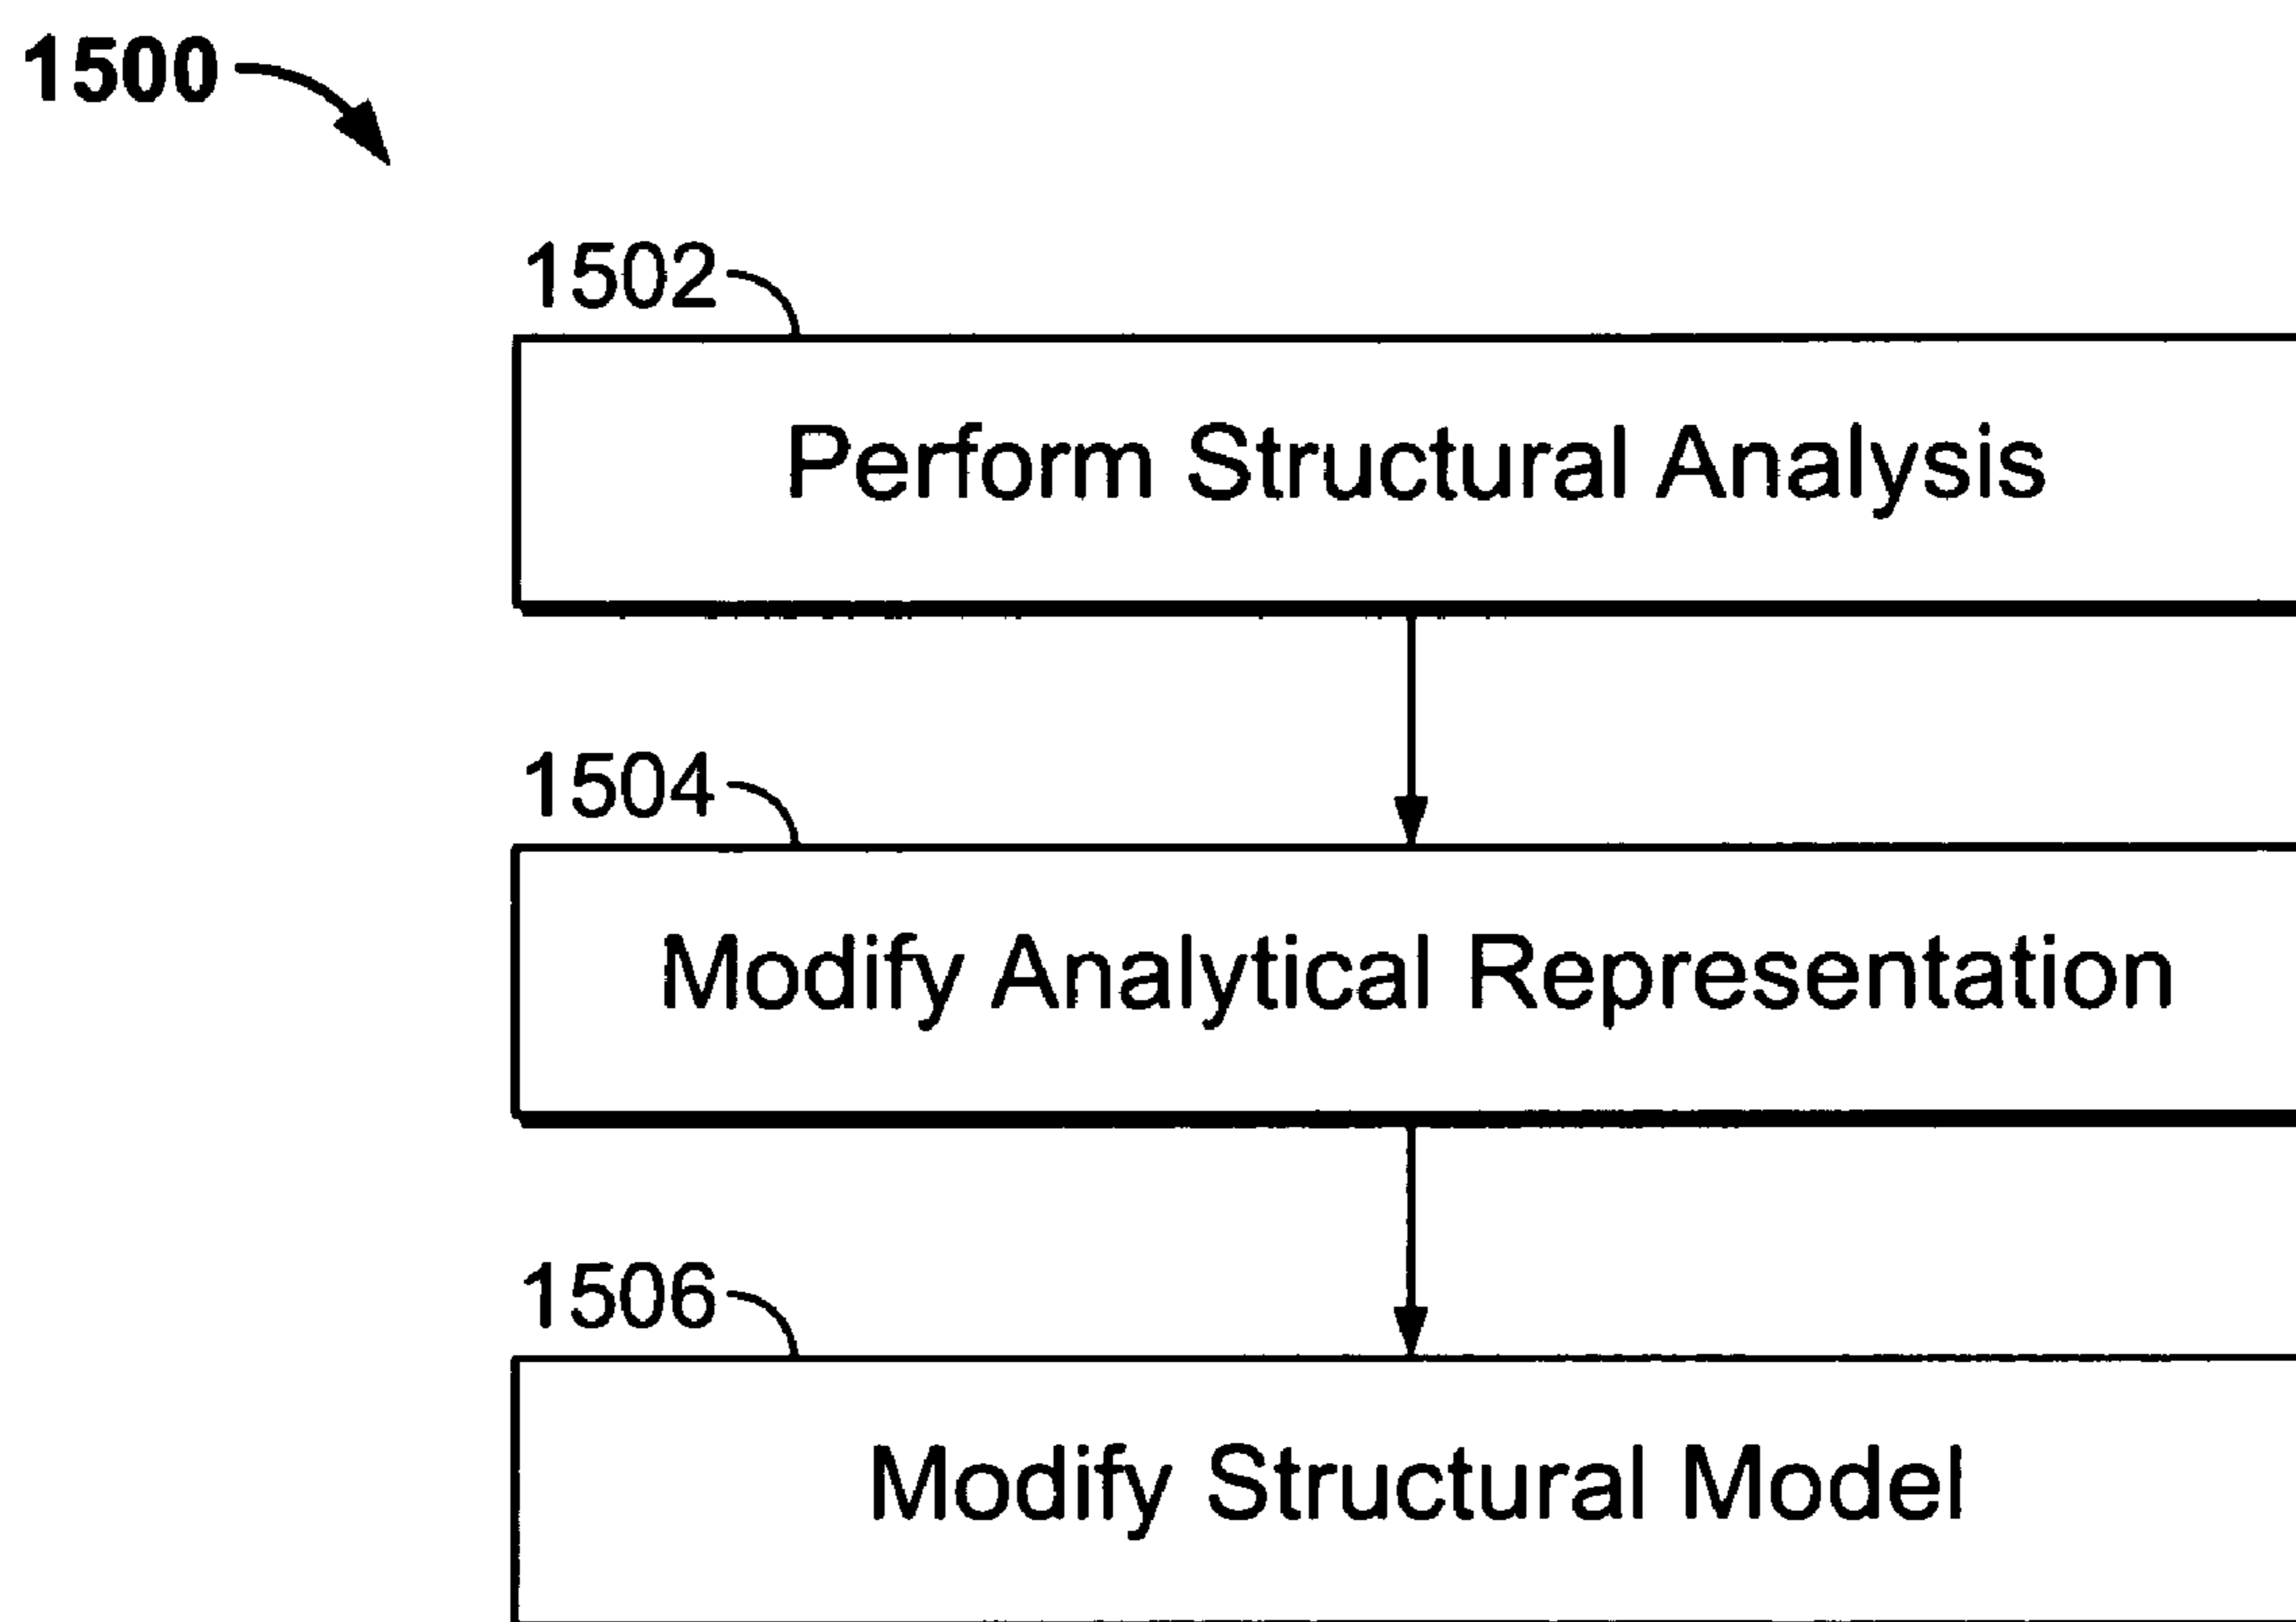 1500
1502
Perform Structural Analysis
1504
Modify Analytical Representation
1506
Modify Structural Model